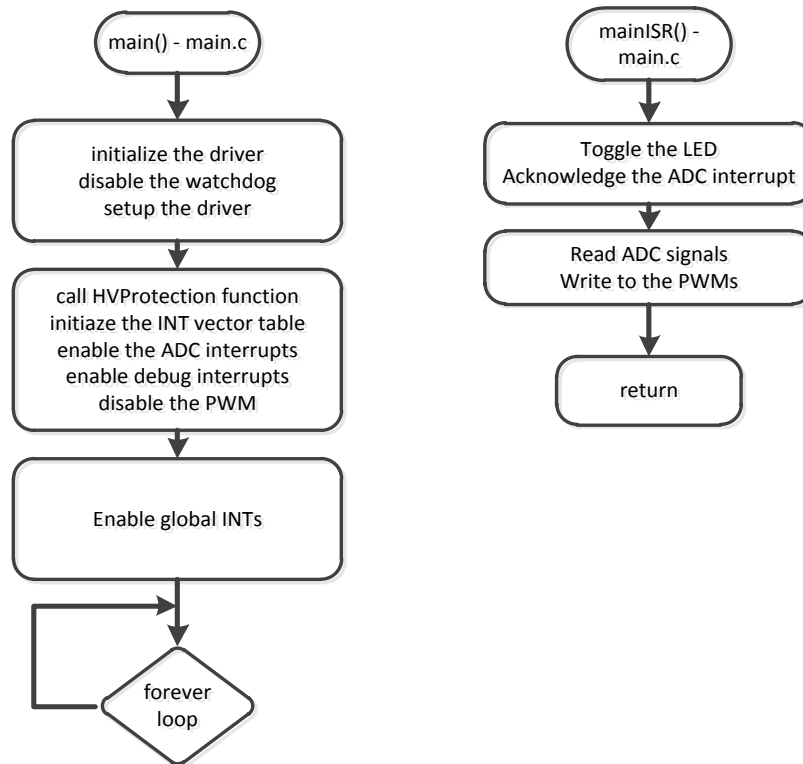 main() - main.c
initialize the driver
disable the watchdog
setup the driver
call HVProtection function
initiaze the INT vector table
enable the ADC interrupts
enable debug interrupts
disable the PWM
Enable global INTs
forever
loop
mainISR() -
main.c
Toggle the LED
Acknowledge the ADC interrupt
Read ADC signals
Write to the PWMs
return